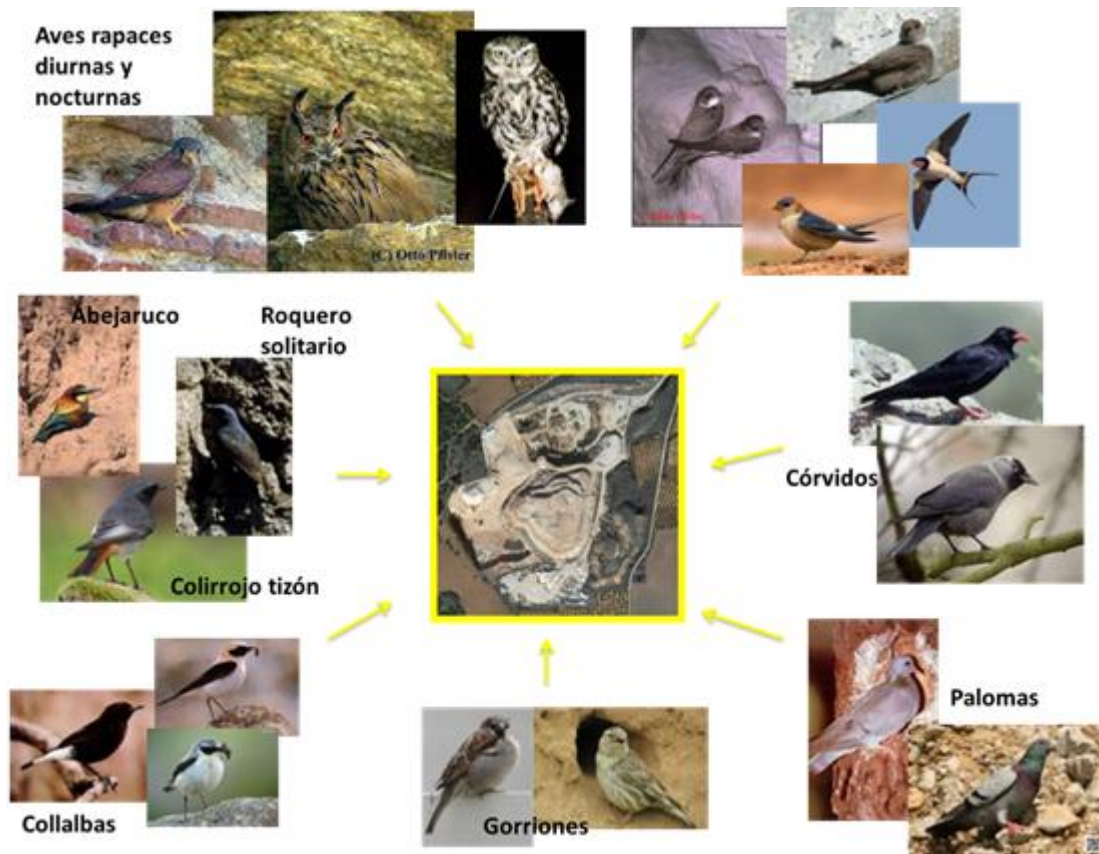 Aves rapaces
diurnas y
nocturnas
(C) Otto Pfister
Abejaruco
Roquero
solitario
Córvidos
Colirrojo tizón
Palomas
Collalbas
Gorriones